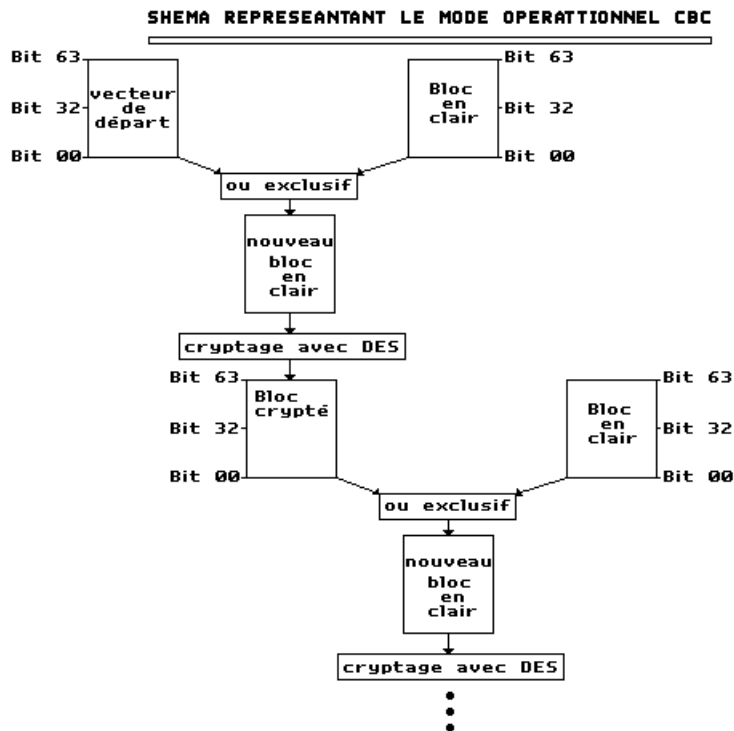 SHEMA REPRESEANTANT LE MODE OPERATTIONNEL CBC
Bit 63
Bit 32
Bit 00
vecteur
de
départ
Bloc
en
clair
Bit 63
Bit 32
Bit 00
ou exclusif
nouveau
bloc
en
clair
cryptage avec DES
Bit 63
Bit 32
Bit 00
Bloc
crypté
Bloc
en
clair
Bit 63
Bit 32
Bit 00
ou exclusif
nouveau
bloc
en
clair
cryptage avec DES